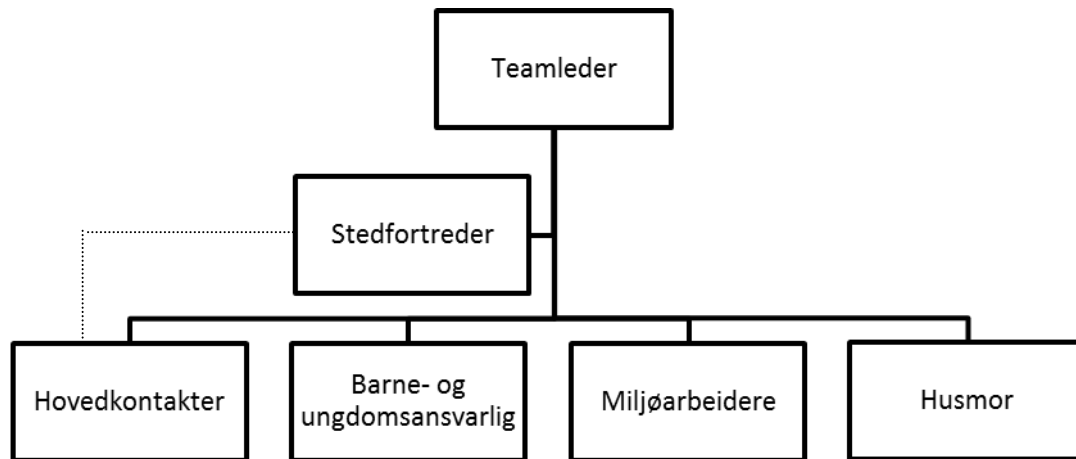 Teamleder
Stedfortreder
Hovedkontakter
Barne- og
ungdomsansvarlig
Miljøarbeidere
Husmor